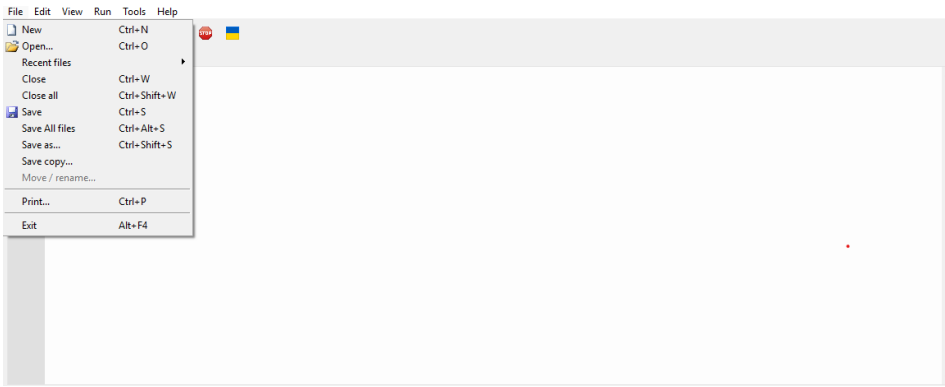 File Edit View Run Tools Help
New Ctrl+N
STOP
Open... Ctrl+O
Recent files
Close Ctrl+W
Close all Ctrl+Shift+W
Save Ctrl+S
Save All files Ctrl+Alt+S
Save as... Ctrl+Shift+S
Save copy...
Move / rename...
Print... Ctrl+P
Exit Alt+F4